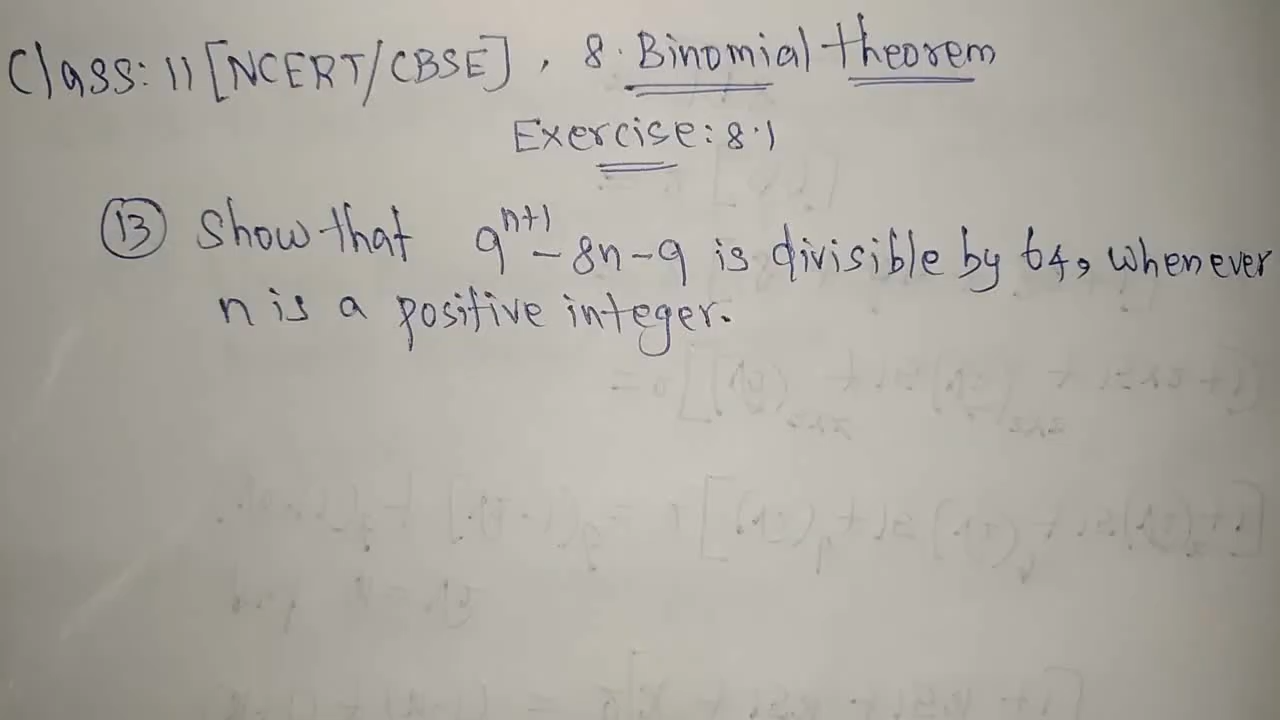 Class: 11 [NCERT/CBSE], 8. Binomial theorem
Exercise: 8.1
(13) Show that 9^{n+1} - 8n - 9 is divisible by 64, whenever
n is a positive integer.